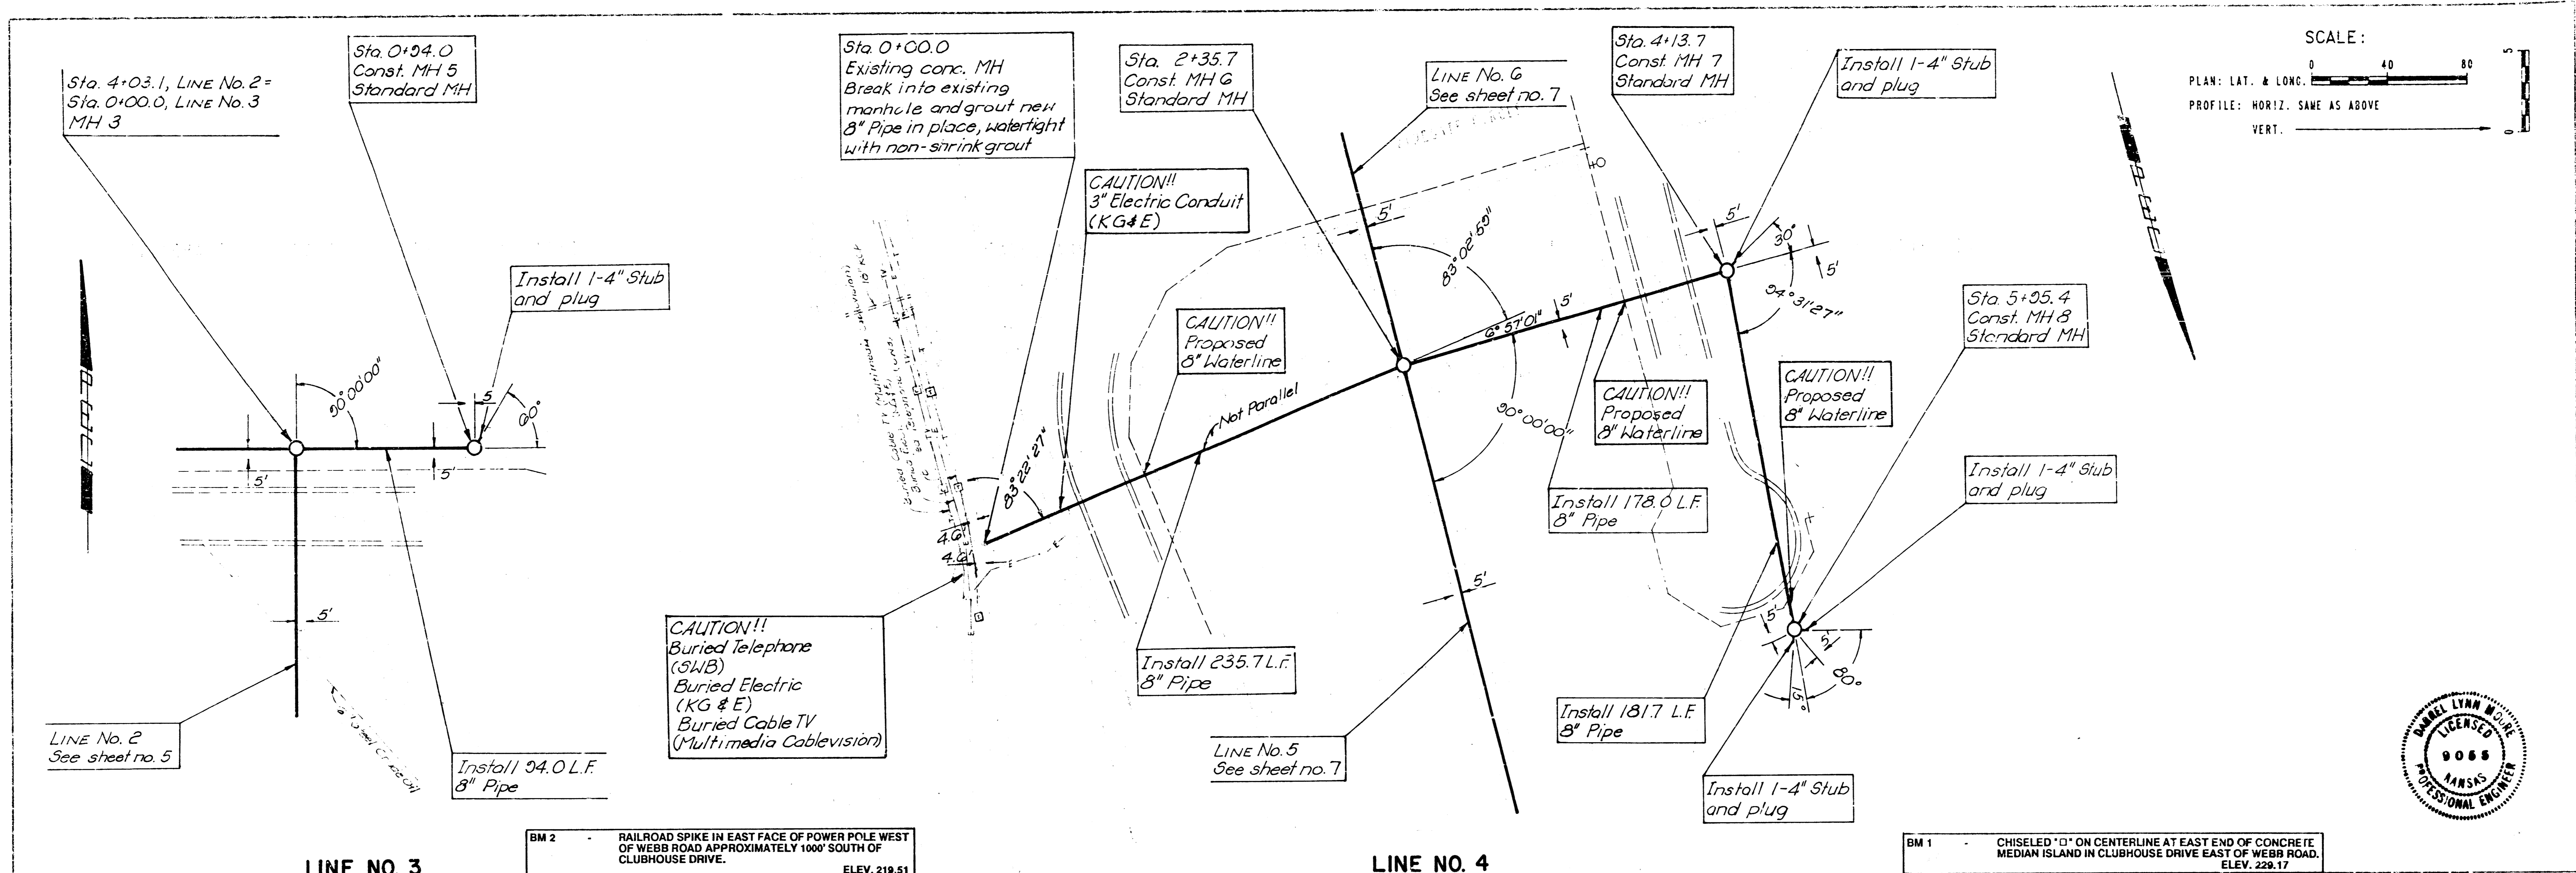 Sta. 4+03.1, LINE No. 2 =
Sta. 0+00.0, LINE No. 3
MH 3
Sta. 0+94.0
Const. MH 5
Standard MH
Install 1-4" Stub
and plug
90°00'00"
5
60°
5'
5'
5'
LINE No. 2
See sheet no. 5
Install 94.0 L.F.
8" Pipe
LINE NO. 3
BM 2 - RAILROAD SPIKE IN EAST FACE OF POWER POLE WEST
OF WEBB ROAD APPROXIMATELY 1000' SOUTH OF
CLUBHOUSE DRIVE.
ELEV. 219.51
Sta. 0+00.0
Existing conc. MH
Break into existing
manhole and grout new
8" Pipe in place, watertight
with non-shrink grout
CAUTION!!
3" Electric Conduit
(KG&E)
Sta. 2+35.7
Const. MH 6
Standard MH
LINE No. 6
See sheet no. 7
Sta. 4+13.7
Const. MH 7
Standard MH
Install 1-4" Stub
and plug
5'
83°02'59"
5'
30°
5'
94°31'27"
6°57'01"
5'
CAUTION!!
Proposed
8" Waterline
Not Parallel
83°22'27"
4.6'
4.6'
90°00'00"
CAUTION!!
Proposed
8" Waterline
CAUTION!!
Proposed
8" Waterline
Sta. 5+95.4
Const. MH 8
Standard MH
Install 1-4" Stub
and plug
Install 178.0 L.F.
8" Pipe
5'
CAUTION!!
Buried Telephone
(SWB)
Buried Electric
(KG & E)
Buried Cable TV
(Multimedia Cablevision)
Install 235.7 L.F.
8" Pipe
LINE No. 5
See sheet no. 7
Install 181.7 L.F.
8" Pipe
5'
5'
80°
15°
Install 1-4" Stub
and plug
LINE NO. 4
SCALE:
0 40 80
PLAN: LAT. & LONG.
PROFILE: HORIZ. SAME AS ABOVE
VERT.
0 5
DARREL LYNN MOORE
LICENSED
9055
KANSAS
PROFESSIONAL ENGINEER
BM 1 - CHISELED "□" ON CENTERLINE AT EAST END OF CONCRETE
MEDIAN ISLAND IN CLUBHOUSE DRIVE EAST OF WEBB ROAD.
ELEV. 229.17